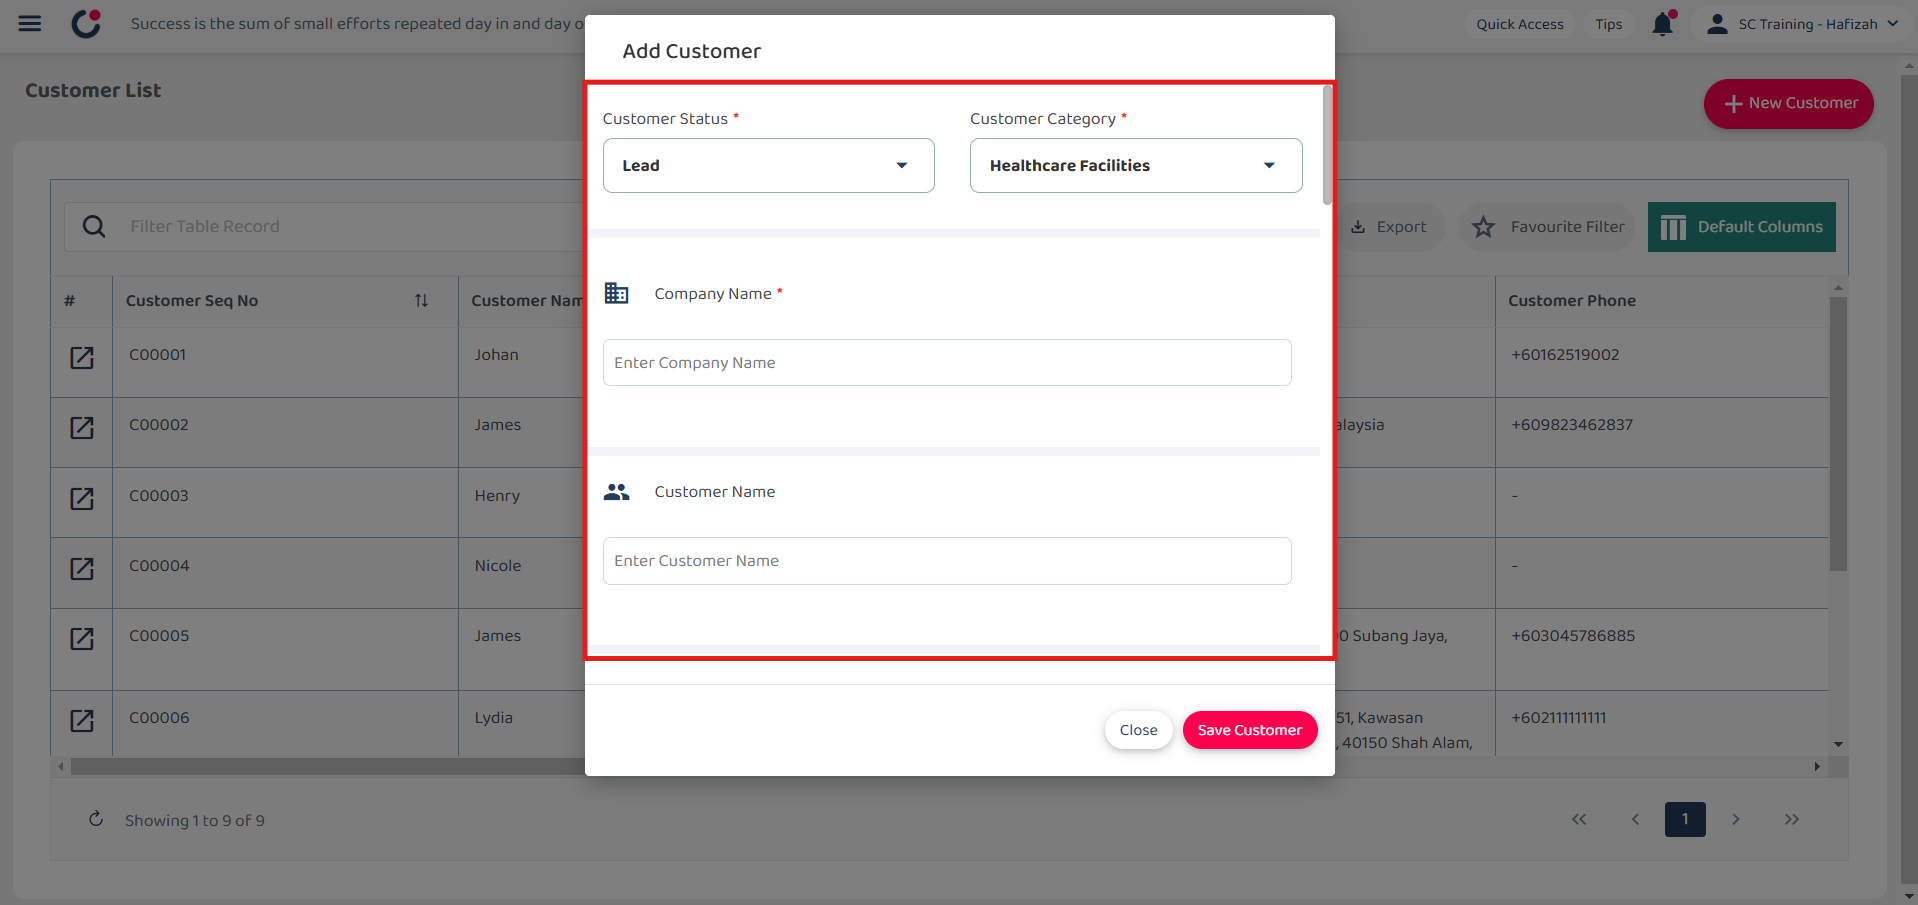 Success is the sum of small efforts repeated day in and day o
Quick Access
Tips
SC Training - Hafizah
Customer List
New Customer
Add Customer
Customer Status *
Customer Category *
Lead
Healthcare Facilities
Filter Table Record
Export
Favourite Filter
Default Columns
Company Name *
Enter Company Name
Customer Name
Enter Customer Name
Close
Save Customer
#
Customer Seq No
Customer Nam
Customer Phone
C00001
Johan
+60162519002
C00002
James
alaysia
+609823462837
C00003
Henry
-
C00004
Nicole
-
C00005
James
0 Subang Jaya,
+603045786885
C00006
Lydia
51, Kawasan
, 40150 Shah Alam,
+602111111111
Showing 1 to 9 of 9
1